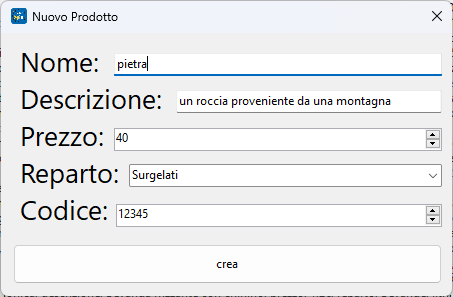 Nuovo Prodotto
Nome: pietra
Descrizione: un roccia proveniente da una montagna
Prezzo: 40
Reparto: Surgelati
Codice: 12345
crea